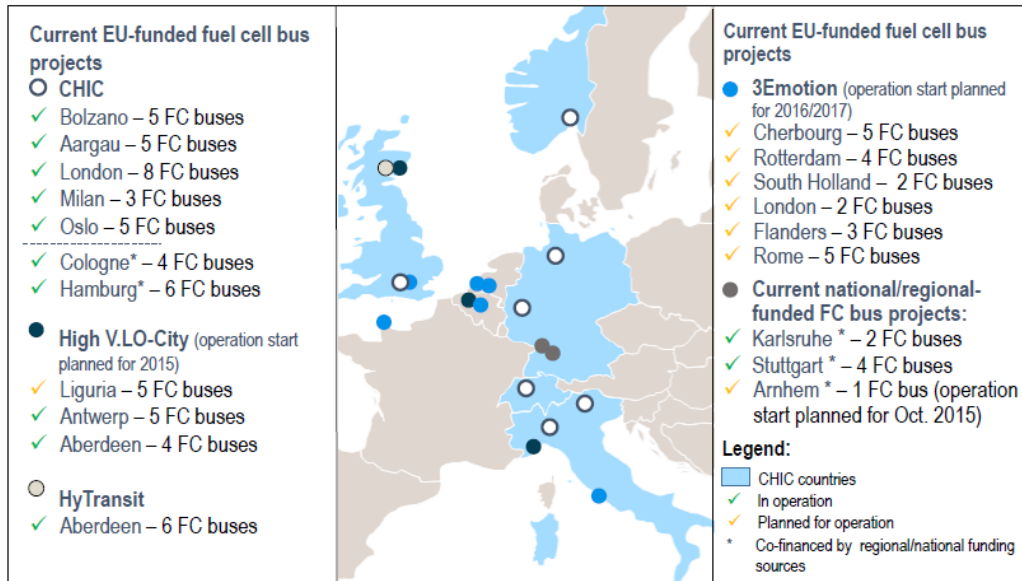 Current EU-funded fuel cell bus
projects
CHIC
✓ Bolzano – 5 FC buses
✓ Aargau – 5 FC buses
✓ London – 8 FC buses
✓ Milan – 3 FC buses
✓ Oslo – 5 FC buses
✓ Cologne* – 4 FC buses
✓ Hamburg* – 6 FC buses
High V.LO-City (operation start
planned for 2015)
✓ Liguria – 5 FC buses
✓ Antwerp – 5 FC buses
✓ Aberdeen – 4 FC buses
HyTransit
✓ Aberdeen – 6 FC buses
Current EU-funded fuel cell bus
projects
3Emotion (operation start planned
for 2016/2017)
✓ Cherbourg – 5 FC buses
✓ Rotterdam – 4 FC buses
✓ South Holland – 2 FC buses
✓ London – 2 FC buses
✓ Flanders – 3 FC buses
✓ Rome – 5 FC buses
Current national/regional-
funded FC bus projects:
✓ Karlsruhe * – 2 FC buses
✓ Stuttgart * – 4 FC buses
✓ Arnhem * – 1 FC bus (operation
start planned for Oct. 2015)
Legend:
CHIC countries
✓ In operation
✓ Planned for operation
* Co-financed by regional/national funding
sources